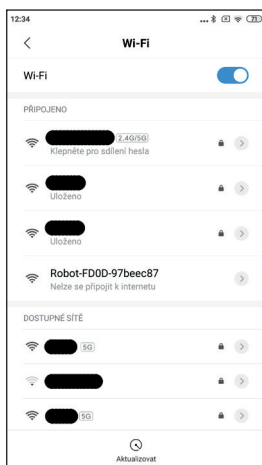 12:34
71
Wi-Fi
Wi-Fi
PŘIPOJENO
2.4G/5G
Klepněte pro sdílení hesla
Uloženo
Uloženo
Robot-FD0D-97beec87
Nelze se připojit k internetu
DOSTUPNÉ SÍTĚ
5G
5G
Aktualizovat